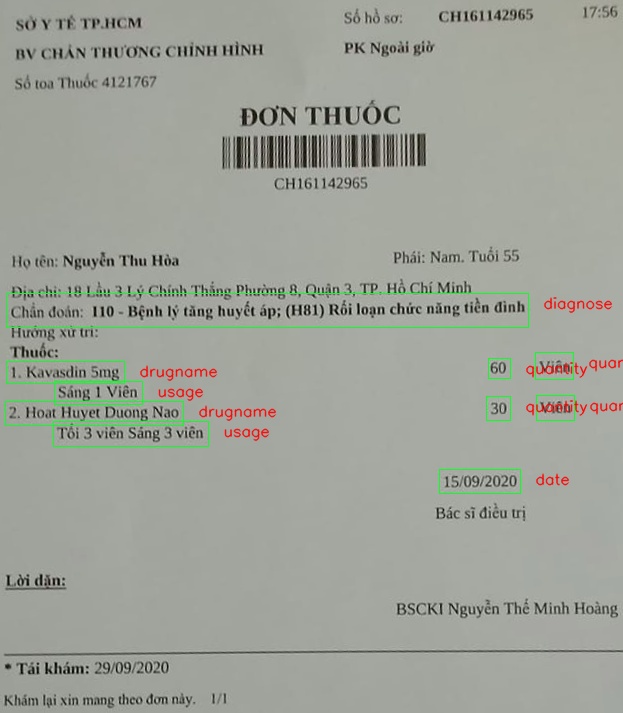 SỞ Y TẾ TP.HCM
Số hồ sơ: CH161142965 17:56
BV CHẤN THƯƠNG CHỈNH HÌNH
PK Ngoài giờ
Số toa Thuốc 4121767
ĐƠN THUỐC
CH161142965
Họ tên: Nguyễn Thu Hòa
Phái: Nam. Tuổi 55
Địa chỉ: 18 Lầu 3 Lý Chính Thắng Phường 8, Quận 3, TP. Hồ Chí Minh
Chẩn đoán: I10 - Bệnh lý tăng huyết áp; (H81) Rối loạn chức năng tiền đình diagnose
Hướng xử trí:
Thuốc:
1. Kavasdin 5mg drugname 60 quantity Viên
Sáng 1 Viên usage
2. Hoat Huyet Duong Nao drugname 30 quantity Viên
Tối 3 viên Sáng 3 viên usage
15/09/2020 date
Bác sĩ điều trị
Lời dặn:
BSCKI Nguyễn Thế Minh Hoàng
* Tái khám: 29/09/2020
Khám lại xin mang theo đơn này. 1/1